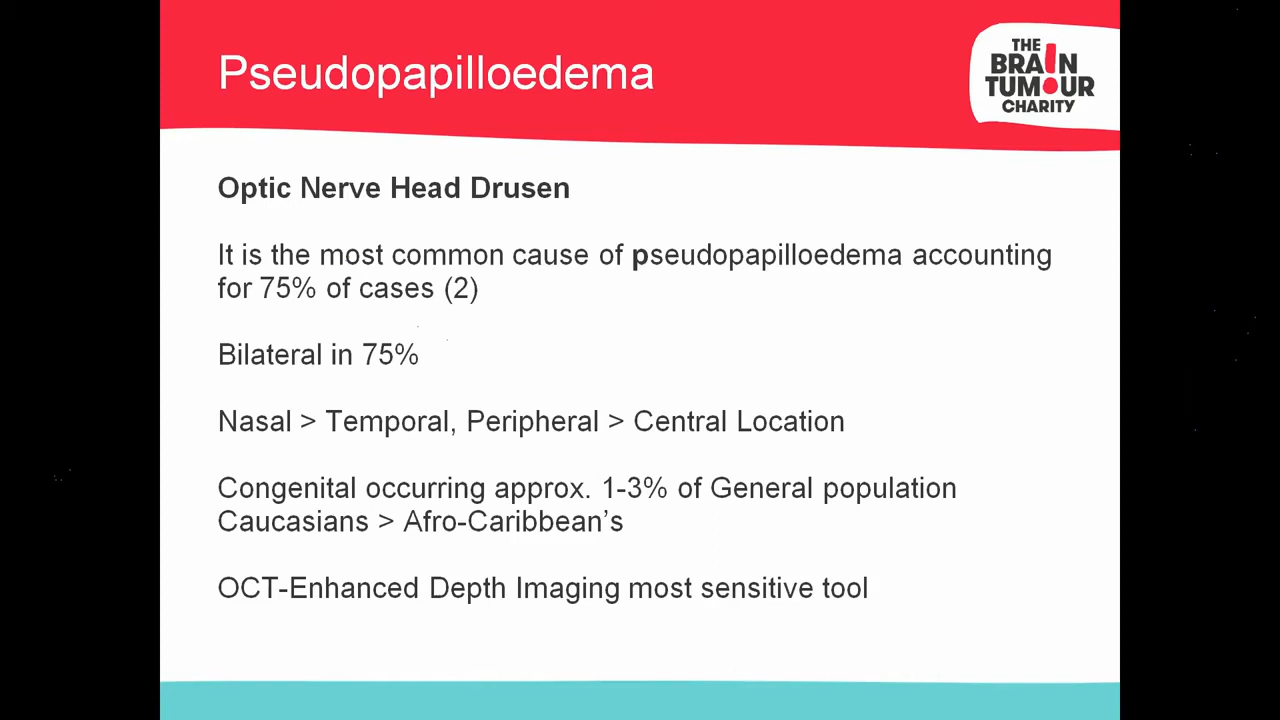 Pseudopapilloedema
THE
BRAIN
TUMOUR
CHARITY
Optic Nerve Head Drusen
It is the most common cause of pseudopapilloedema accounting
for 75% of cases (2)
Bilateral in 75%
Nasal > Temporal, Peripheral > Central Location
Congenital occurring approx. 1-3% of General population
Caucasians > Afro-Caribbean’s
OCT-Enhanced Depth Imaging most sensitive tool